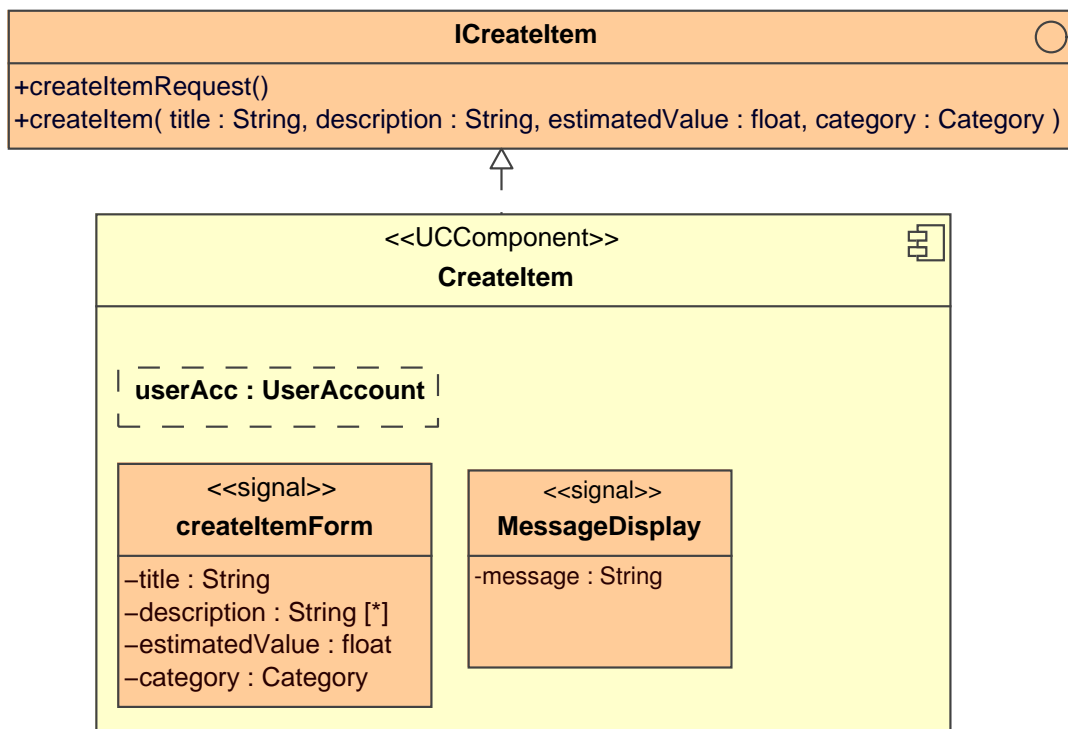 ICreateItem
+createItemRequest()
+createItem( title : String, description : String, estimatedValue : float, category : Category )
<<UCComponent>>
CreateItem
userAcc : UserAccount
<<signal>>
createItemForm
–title : String
–description : String [*]
–estimatedValue : float
–category : Category
<<signal>>
MessageDisplay
-message : String